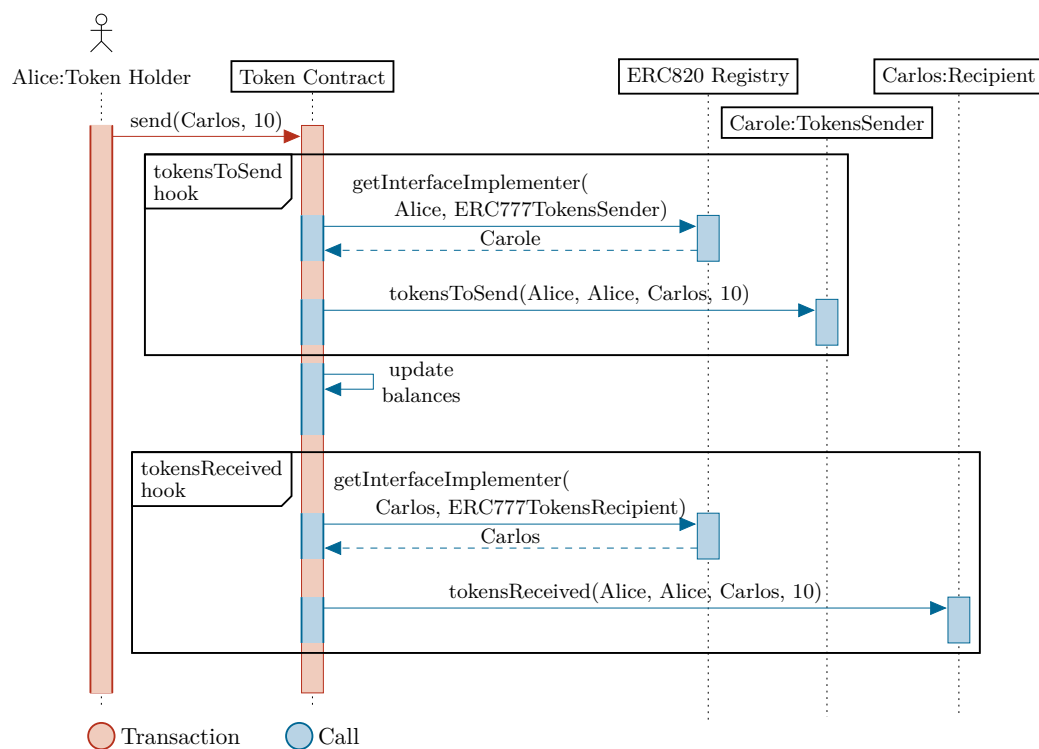 Alice:Token Holder
Token Contract
ERC820 Registry
Carlos:Recipient
Carole:TokensSender
send(Carlos, 10)
tokensToSend
hook
getInterfaceImplementer(
Alice, ERC777TokensSender)
Carole
tokensToSend(Alice, Alice, Carlos, 10)
update
balances
tokensReceived
hook
getInterfaceImplementer(
Carlos, ERC777TokensRecipient)
Carlos
tokensReceived(Alice, Alice, Carlos, 10)
Transaction
Call